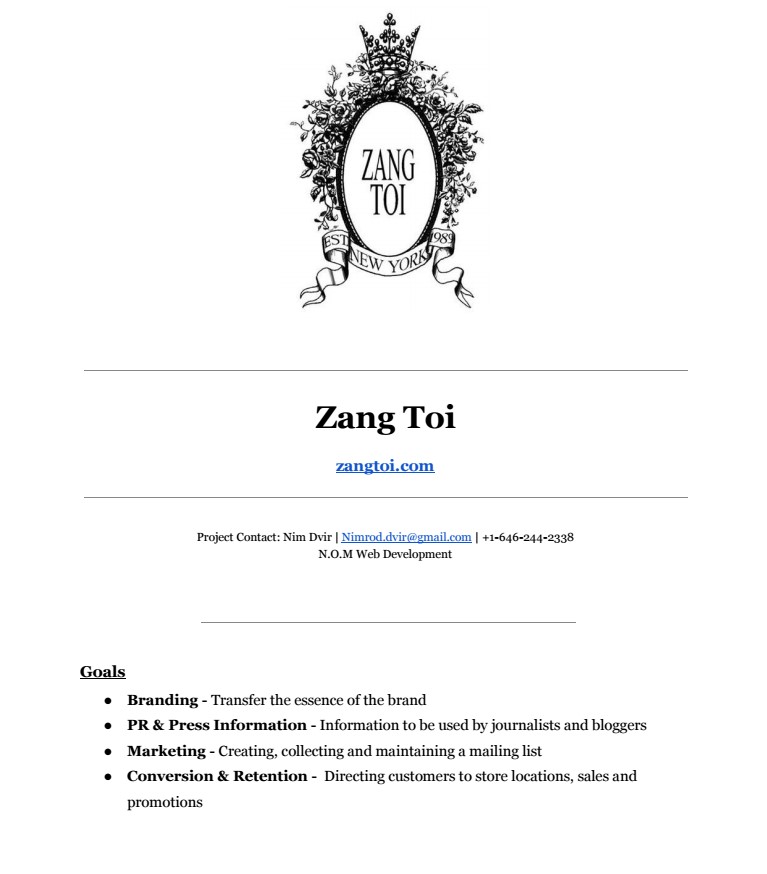 ZANG
TOI
EST 1989
NEW YORK
Zang Toi
zangtoi.com
Project Contact: Nim Dvir | Nimrod.dvir@gmail.com | +1-646-244-2338
N.O.M Web Development
Goals
● Branding - Transfer the essence of the brand
● PR & Press Information - Information to be used by journalists and bloggers
● Marketing - Creating, collecting and maintaining a mailing list
● Conversion & Retention -  Directing customers to store locations, sales and
promotions